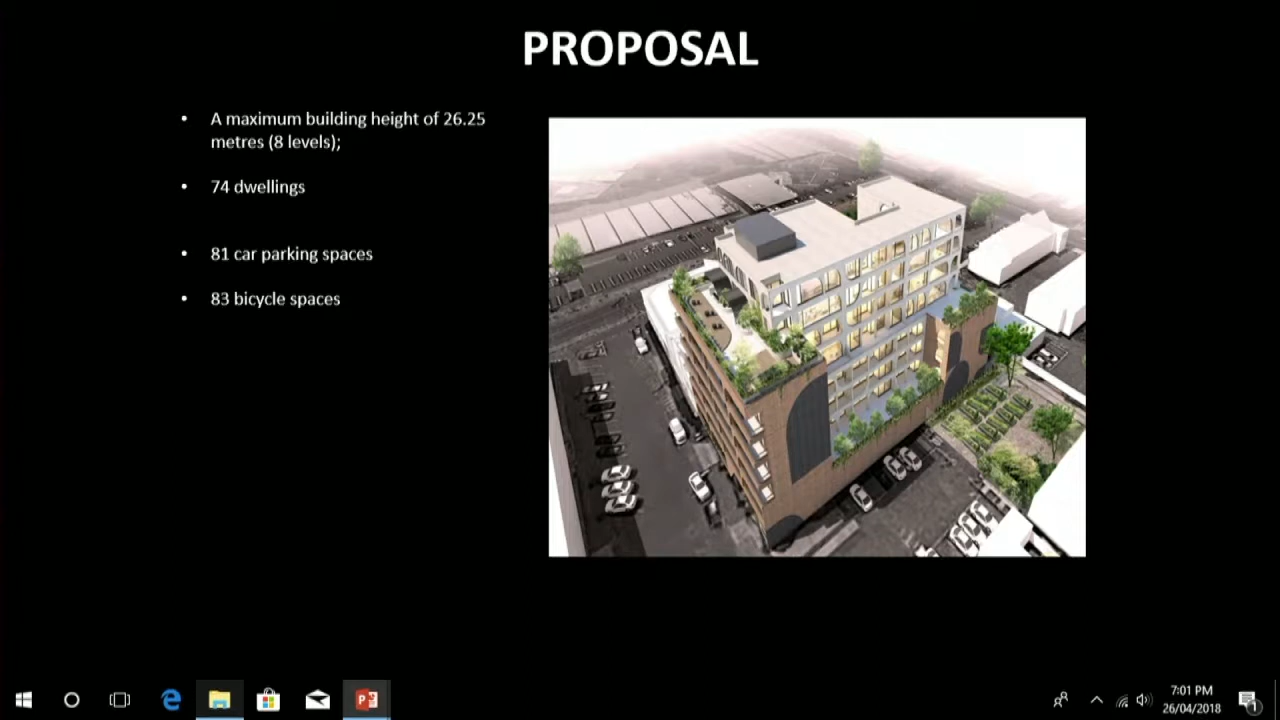 PROPOSAL
• A maximum building height of 26.25
metres (8 levels);
• 74 dwellings
• 81 car parking spaces
• 83 bicycle spaces
7:01 PM
26/04/2018
1